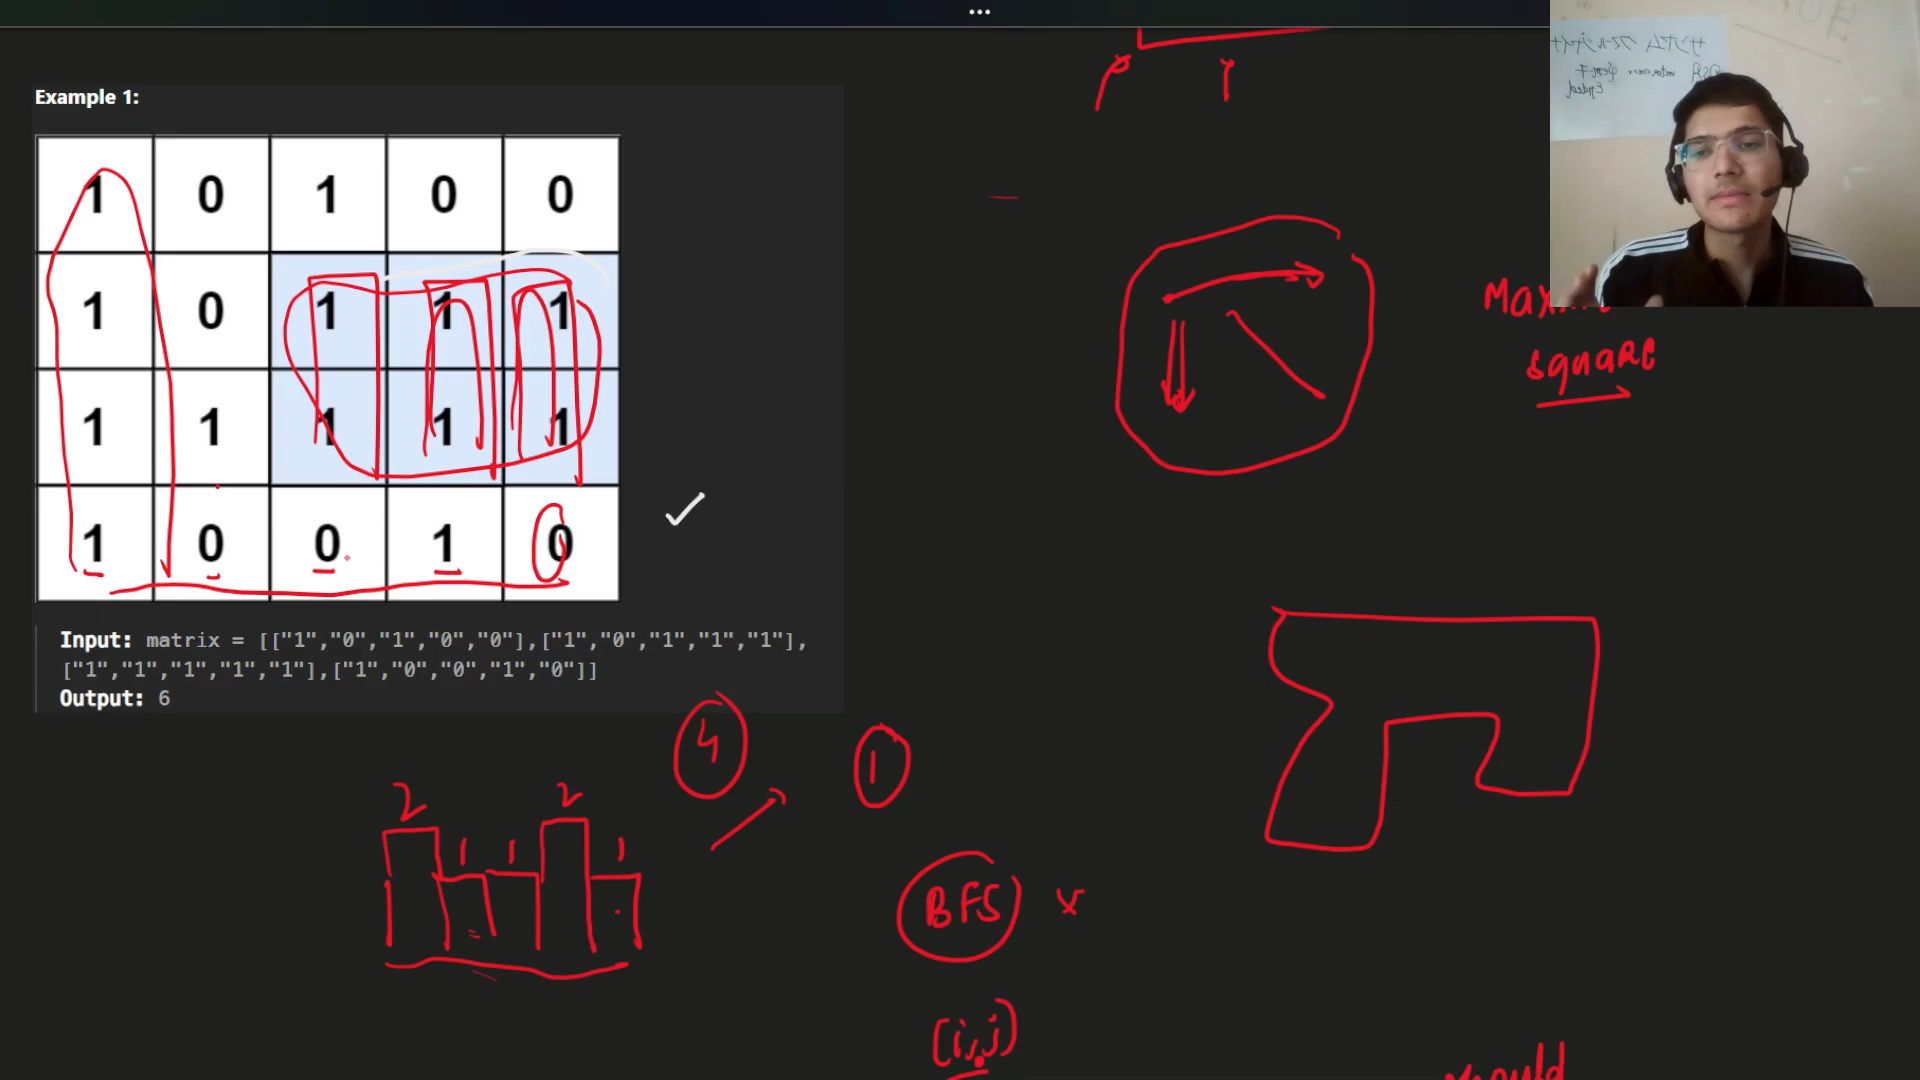 ...
Example 1:
1 0 1 0 0
1 0 1 1 1
1 1 1 1 1
1 0 0 1 0
Input: matrix = [["1","0","1","0","0"],["1","0","1","1","1"],
["1","1","1","1","1"],["1","0","0","1","0"]]
Output: 6
square
4
1
2 1 1 2 1
BFS x
(i,j)